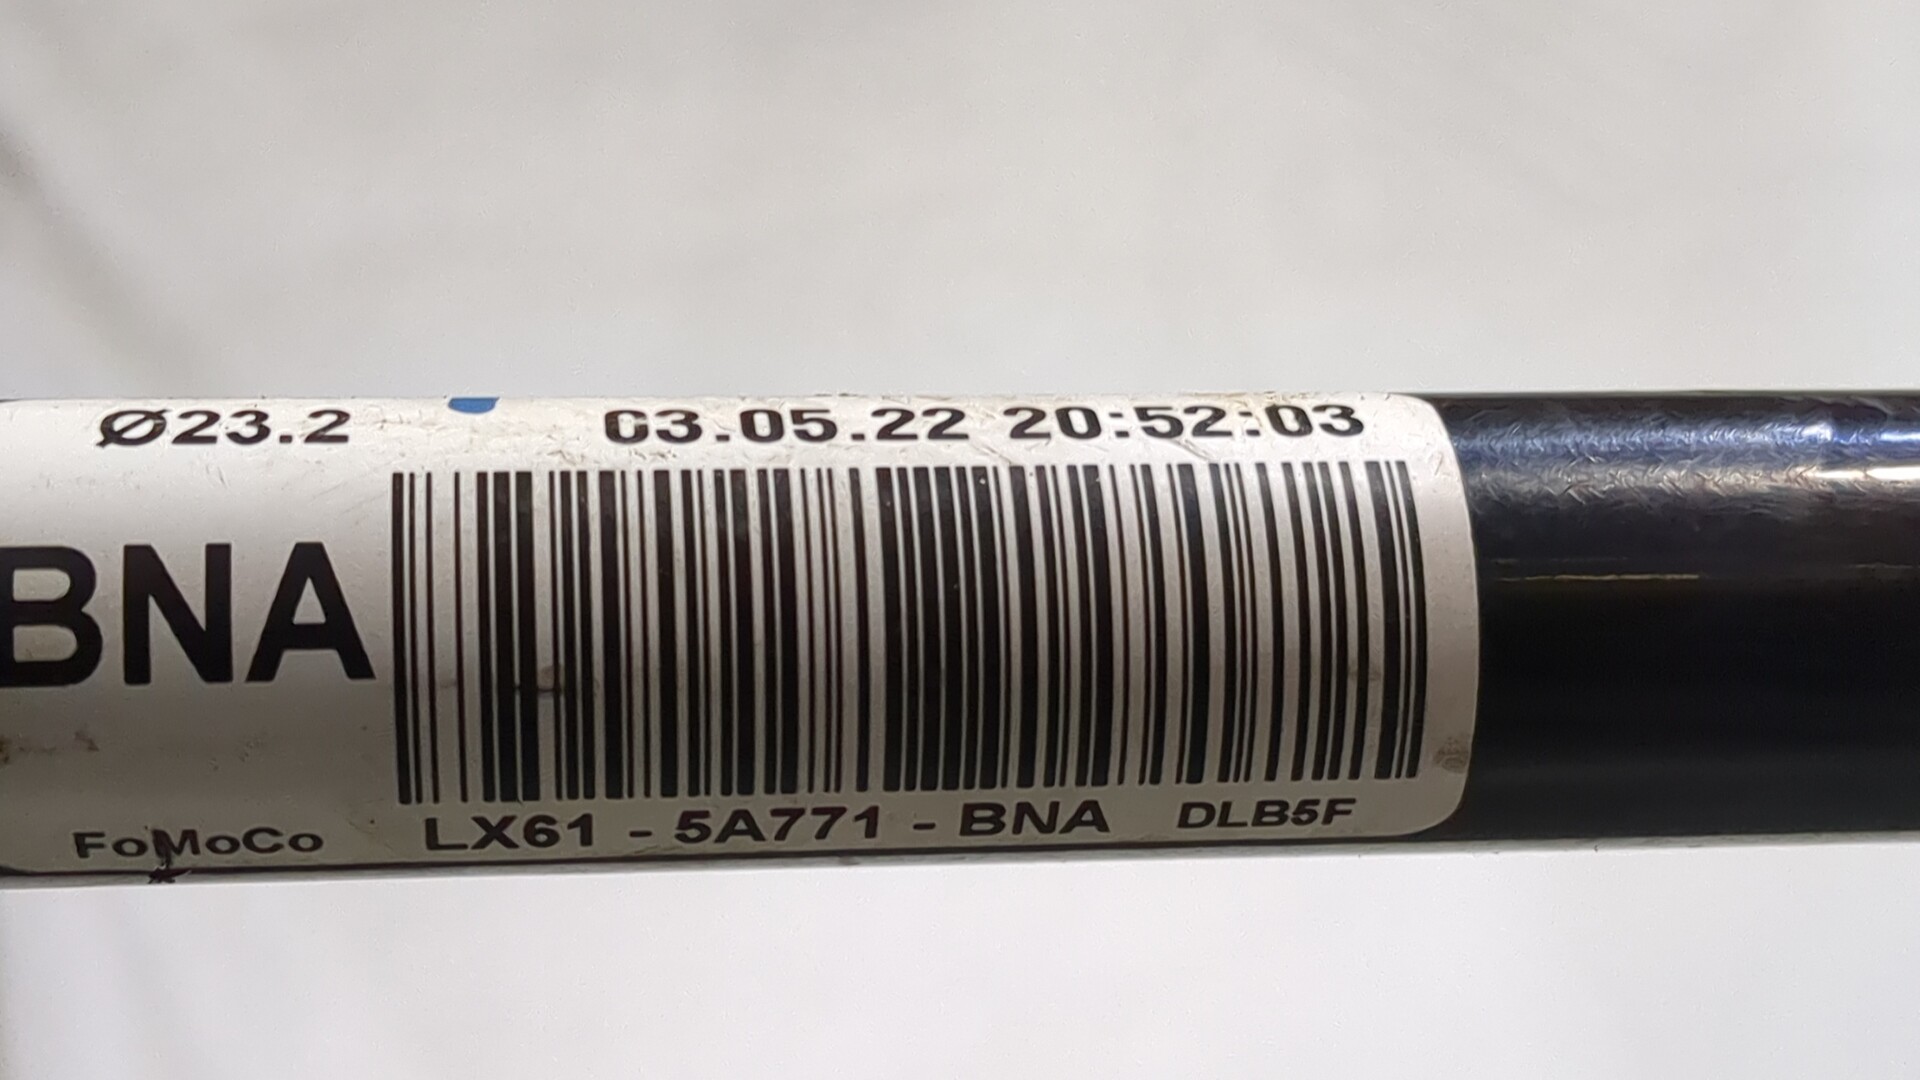 Ø23.2 03.05.22 20:52:03
BNA
FoMoCo LX61 - 5A771 - BNA DLB5F